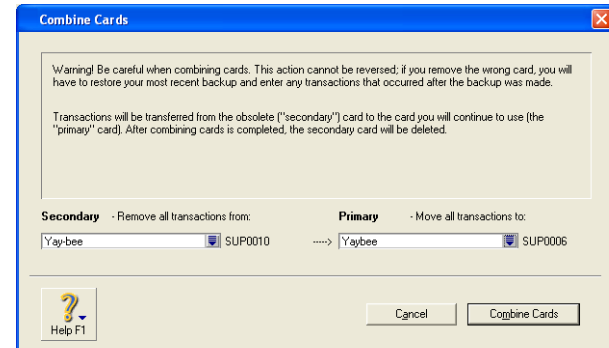 Combine Cards
Warning! Be careful when combining cards. This action cannot be reversed; if you remove the wrong card, you will
have to restore your most recent backup and enter any transactions that occurred after the backup was made.
Transactions will be transferred from the obsolete ("secondary") card to the card you will continue to use (the
"primary" card). After combining cards is completed, the secondary card will be deleted.
Secondary - Remove all transactions from: Primary - Move all transactions to:
Yay-bee SUP0010 ----> Yaybee SUP0006
Help F1 Cancel Combine Cards